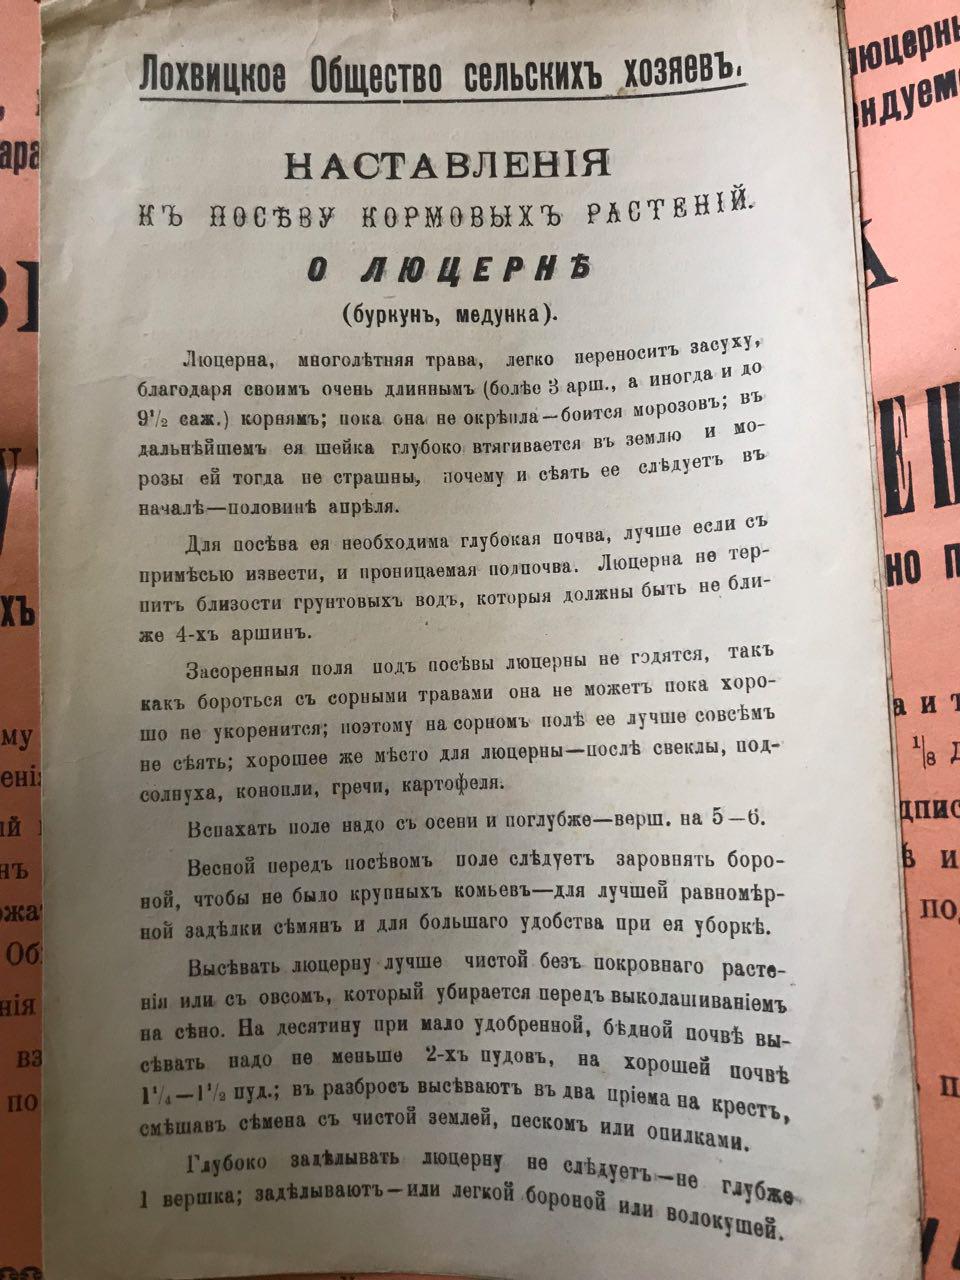 Лохвицкое Общество сельскихъ хозяевъ.
НАСТАВЛЕНІЯ
КЪ ПОСѢВУ КОРМОВЫХЪ РАСТЕНІЙ.
О ЛЮЦЕРНѢ
(буркунъ, медунка).
Люцерна, многолѣтняя трава, легко переноситъ засуху,
благодаря своимъ очень длиннымъ (болѣе 3 арш., а иногда и до
9¹/₂ саж.) корнямъ; пока она не окрѣпла—боится морозовъ; въ
дальнѣйшемъ ея шейка глубоко втягивается въ землю и мо-
розы ей тогда не страшны, почему и сѣять ее слѣдуетъ въ
началѣ—половинѣ апрѣля.
Для посѣва ея необходима глубокая почва, лучше если съ
примѣсью извести, и проницаемая подпочва. Люцерна не тер-
питъ близости грунтовыхъ водъ, которыя должны быть не бли-
же 4-хъ аршинъ.
Засоренныя поля подъ посѣвы люцерны не годятся, такъ
какъ бороться съ сорными травами она не можетъ пока хоро-
шо не укоренится; поэтому на сорномъ полѣ ее лучше совсѣмъ
не сѣять; хорошее же мѣсто для люцерны—послѣ свеклы, под-
солнуха, конопли, гречи, картофеля.
Вспахать поле надо съ осени и поглубже—верш. на 5—6.
Весной передъ посѣвомъ поле слѣдуетъ заровнять боро-
ной, чтобы не было крупныхъ комьевъ—для лучшей равномѣр-
ной задѣлки сѣмянъ и для большаго удобства при ея уборкѣ.
Высѣвать люцерну лучше чистой безъ покровнаго расте-
нія или съ овсомъ, который убирается передъ выколашиваніемъ
на сѣно. На десятину при мало удобренной, бѣдной почвѣ вы-
сѣвать надо не меньше 2-хъ пудовъ, на хорошей почвѣ
1¹/₄—1¹/₂ пуд.; въ разбросъ высѣваютъ въ два пріема на крестъ,
смѣшавъ сѣмена съ чистой землей, пескомъ или опилками.
Глубоко задѣлывать люцерну не слѣдуетъ—не глубже
1 вершка; задѣлываютъ—или легкой бороной или волокушей.